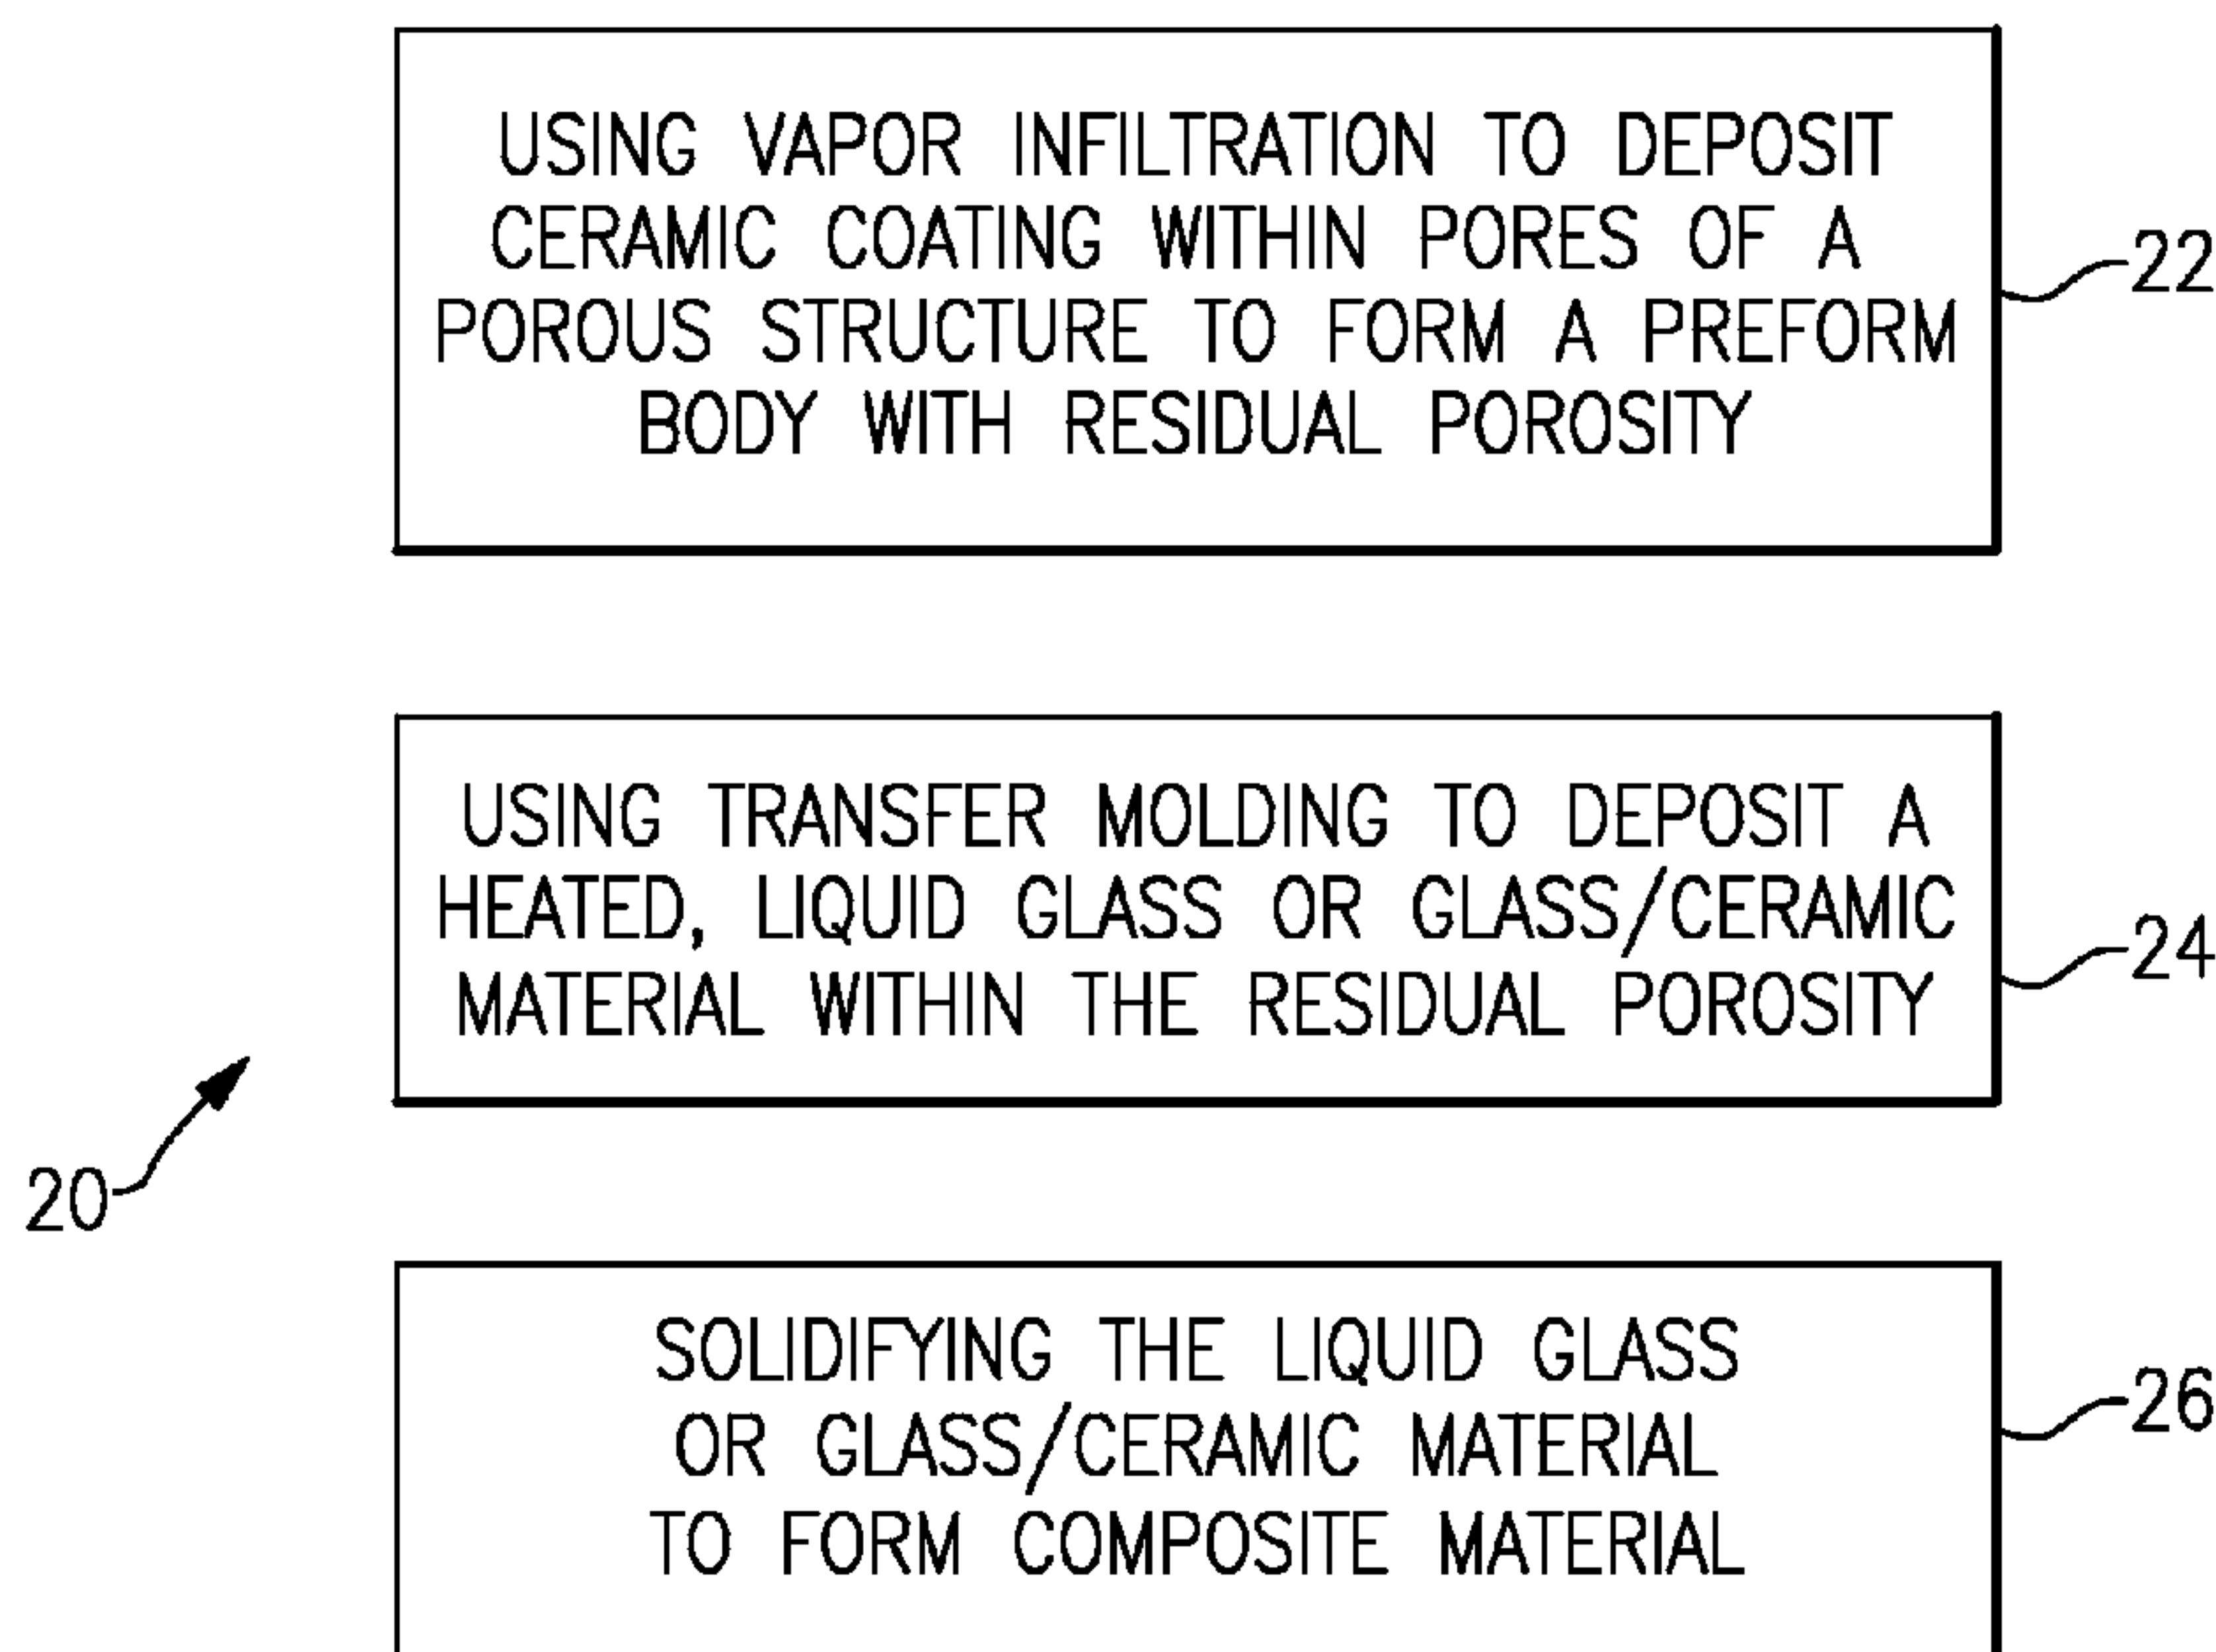 USING VAPOR INFILTRATION TO DEPOSIT
CERAMIC COATING WITHIN PORES OF A
POROUS STRUCTURE TO FORM A PREFORM
BODY WITH RESIDUAL POROSITY
22
USING TRANSFER MOLDING TO DEPOSIT A
HEATED, LIQUID GLASS OR GLASS/CERAMIC
MATERIAL WITHIN THE RESIDUAL POROSITY
24
20
SOLIDIFYING THE LIQUID GLASS
OR GLASS/CERAMIC MATERIAL
TO FORM COMPOSITE MATERIAL
26